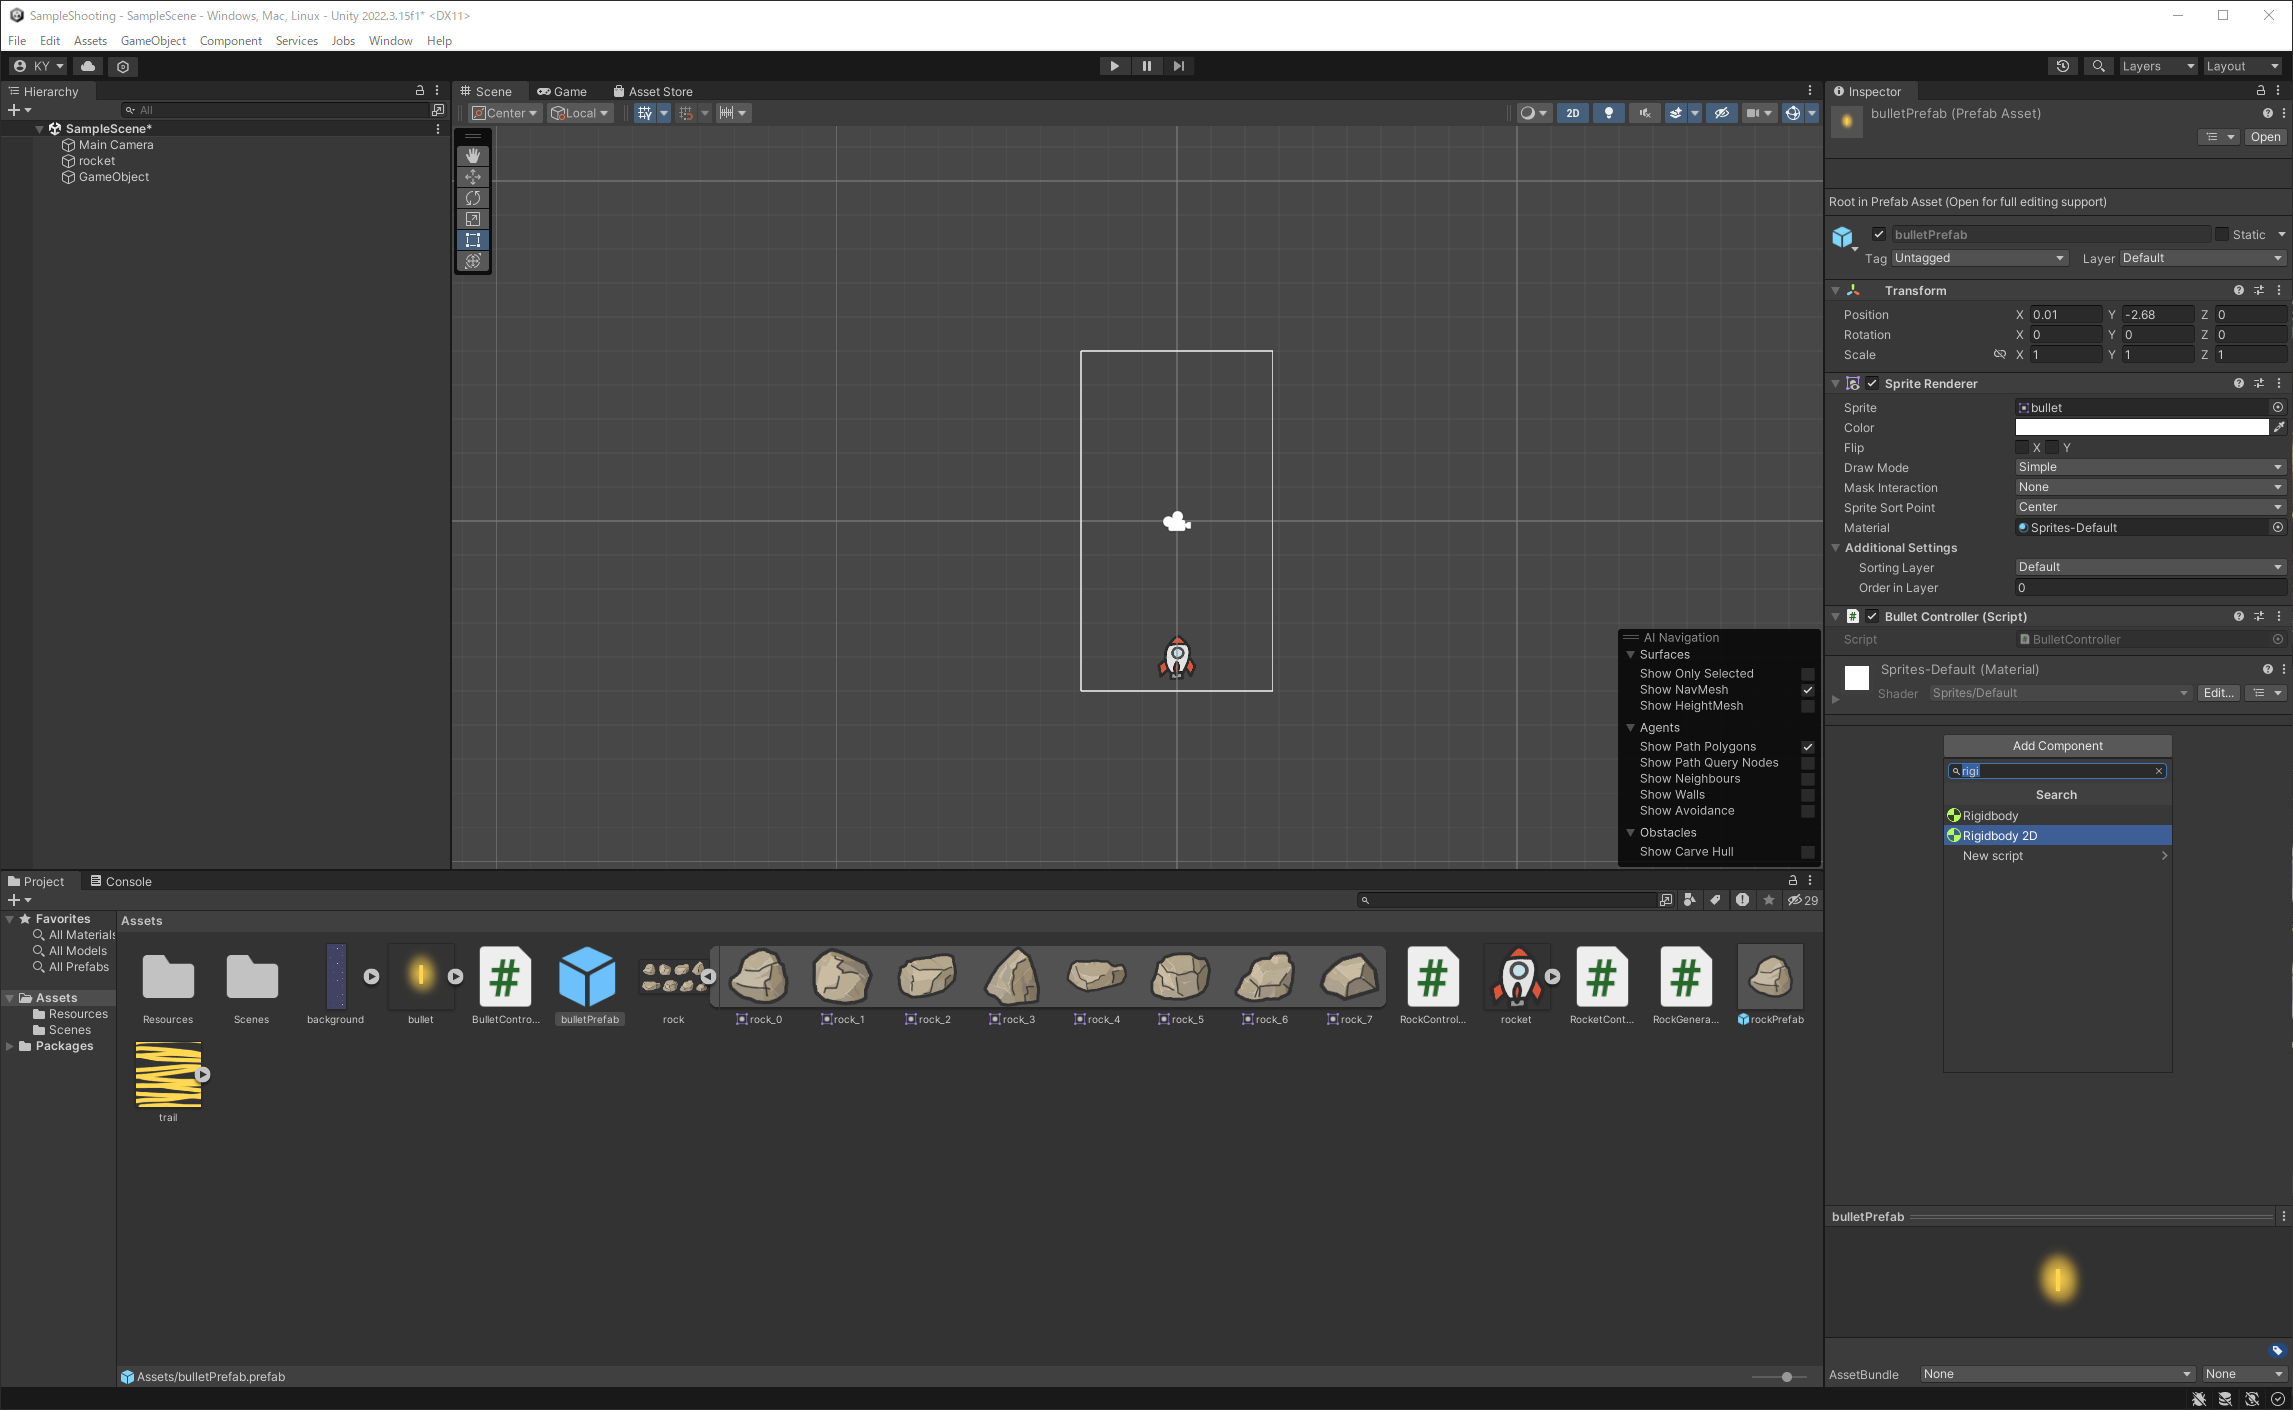 SampleShooting - SampleScene - Windows, Mac, Linux - Unity 2022.3.15f1* <DX11>
File Edit Assets GameObject Component Services Jobs Window Help
KY
Layers
Layout
Hierarchy
All
SampleScene*
Main Camera
rocket
GameObject
Scene
Game
Asset Store
Center
Local
2D
AI Navigation
Surfaces
Show Only Selected
Show NavMesh
Show HeightMesh
Agents
Show Path Polygons
Show Path Query Nodes
Show Neighbours
Show Walls
Show Avoidance
Obstacles
Show Carve Hull
Inspector
bulletPrefab (Prefab Asset)
Open
Root in Prefab Asset (Open for full editing support)
bulletPrefab
Static
Tag Untagged Layer Default
Transform
Position X 0.01 Y -2.68 Z 0
Rotation X 0 Y 0 Z 0
Scale X 1 Y 1 Z 1
Sprite Renderer
Sprite bullet
Color
Flip X Y
Draw Mode Simple
Mask Interaction None
Sprite Sort Point Center
Material Sprites-Default
Additional Settings
Sorting Layer Default
Order in Layer 0
Bullet Controller (Script)
Script BulletController
Sprites-Default (Material)
Shader Sprites/Default Edit...
Add Component
rigi
Search
Rigidbody
Rigidbody 2D
New script
bulletPrefab
AssetBundle None None
Project
Console
29
Favorites
All Materials
All Models
All Prefabs
Assets
Resources
Scenes
Packages
Assets
Resources
Scenes
background
bullet
BulletContro...
bulletPrefab
rock
rock_0
rock_1
rock_2
rock_3
rock_4
rock_5
rock_6
rock_7
RockControl...
rocket
RocketCont...
RockGenera...
rockPrefab
trail
Assets/bulletPrefab.prefab